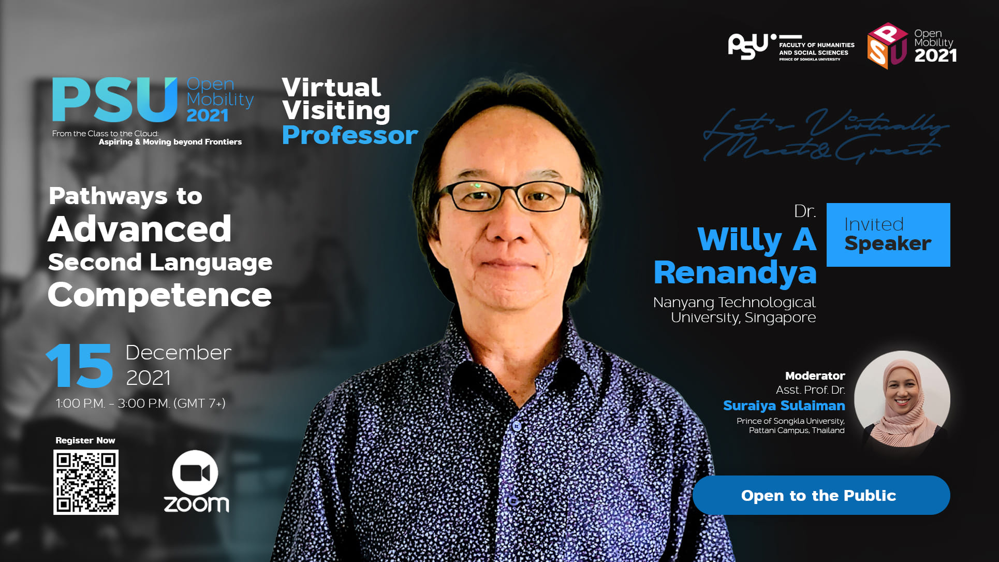 PSU
FACULTY OF HUMANITIES
AND SOCIAL SCIENCES
PRINCE OF SONGKLA UNIVERSITY
PSU
Open
Mobility
2021
PSU
Open
Mobility
2021
From the Class to the Cloud:
Aspiring & Moving beyond Frontiers
Virtual
Visiting
Professor
Let's Virtually
Meet&Greet
Pathways to
Advanced
Second Language
Competence
Dr.
Willy A
Renandya
Nanyang Technological
University, Singapore
Invited
Speaker
15
December
2021
1:00 P.M. - 3:00 P.M. (GMT 7+)
Moderator
Asst. Prof. Dr.
Suraiya Sulaiman
Prince of Songkla University,
Pattani Campus, Thailand
Register Now
zoom
Open to the Public